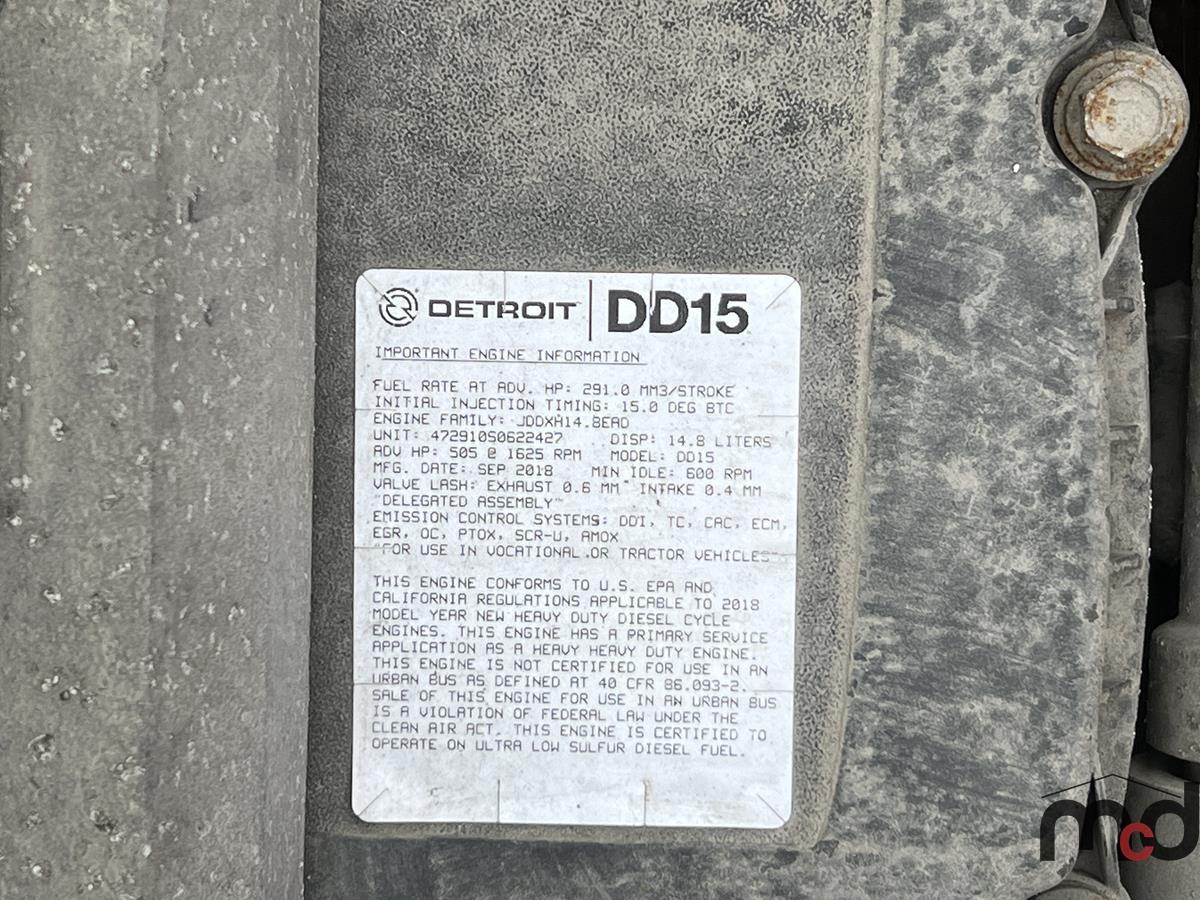 DETROIT DD15
IMPORTANT ENGINE INFORMATION
FUEL RATE AT ADV. HP: 291.0 MM3/STROKE
INITIAL INJECTION TIMING: 15.0 DEG BTC
ENGINE FAMILY: JDDXH14.8EAD
UNIT: 472910S0622427 DISP: 14.8 LITERS
ADV HP: 505 @ 1625 RPM MODEL: DD15
MFG. DATE: SEP 2018 MIN IDLE: 600 RPM
VALVE LASH: EXHAUST 0.6 MM INTAKE 0.4 MM
"DELEGATED ASSEMBLY"
EMISSION CONTROL SYSTEMS: DDI, TC, CAC, ECM,
EGR, OC, PTOX, SCR-U, AMOX
"FOR USE IN VOCATIONAL OR TRACTOR VEHICLES"
THIS ENGINE CONFORMS TO U.S. EPA AND
CALIFORNIA REGULATIONS APPLICABLE TO 2018
MODEL YEAR NEW HEAVY DUTY DIESEL CYCLE
ENGINES. THIS ENGINE HAS A PRIMARY SERVICE
APPLICATION AS A HEAVY HEAVY DUTY ENGINE.
THIS ENGINE IS NOT CERTIFIED FOR USE IN AN
URBAN BUS AS DEFINED AT 40 CFR 86.093-2.
SALE OF THIS ENGINE FOR USE IN AN URBAN BUS
IS A VIOLATION OF FEDERAL LAW UNDER THE
CLEAN AIR ACT. THIS ENGINE IS CERTIFIED TO
OPERATE ON ULTRA LOW SULFUR DIESEL FUEL.
mcd